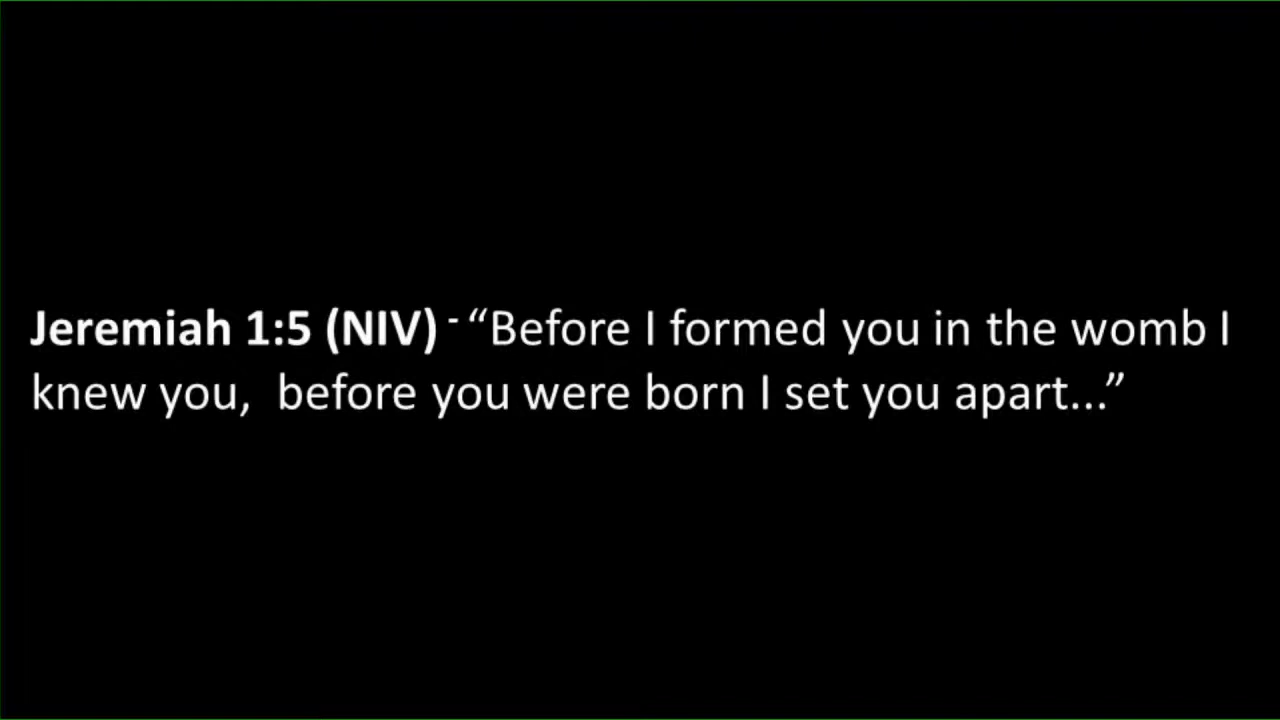 Jeremiah 1:5 (NIV) - “Before I formed you in the womb I
knew you,  before you were born I set you apart...”